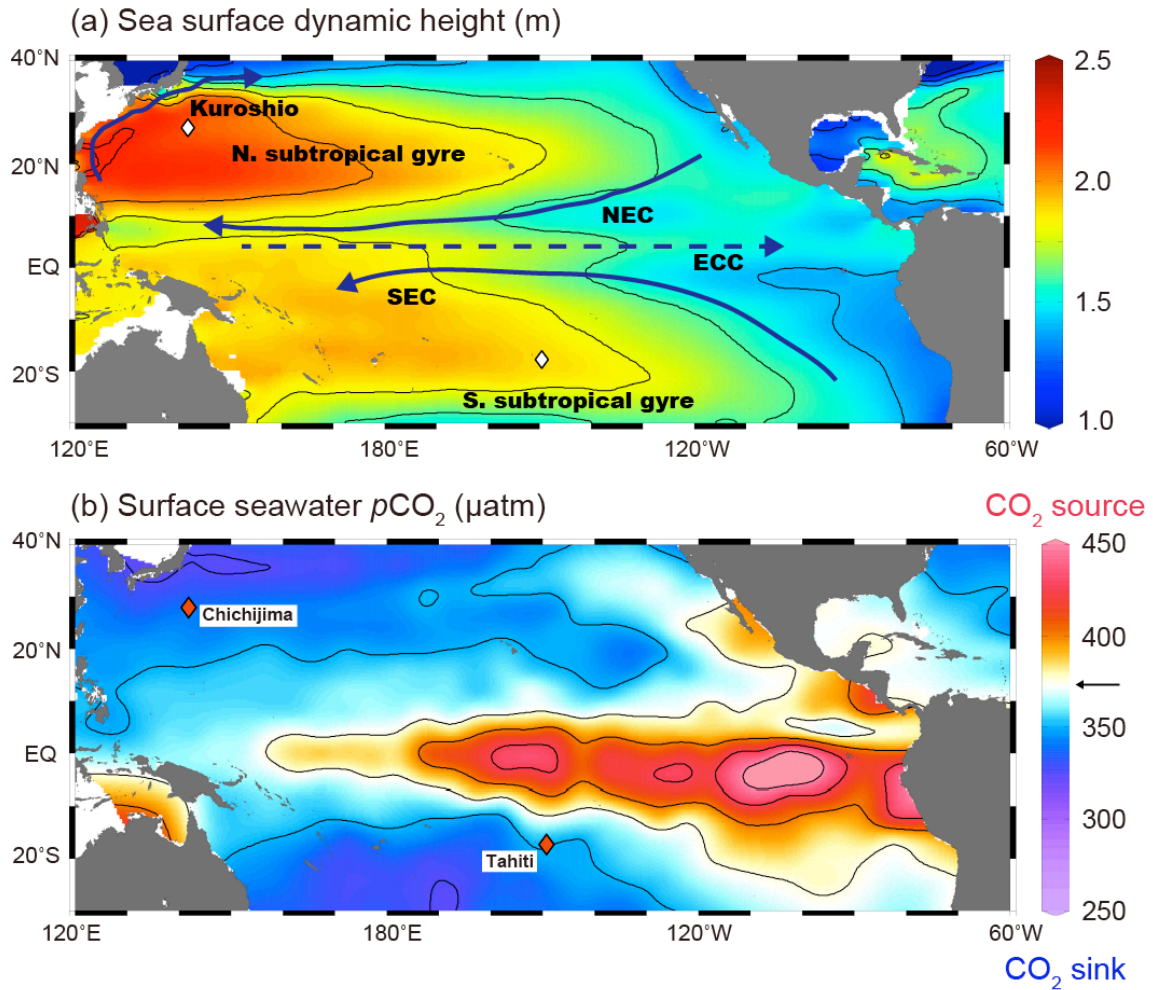 (a) Sea surface dynamic height (m)
40°N
20°N
EQ
20°S
120°E
180°E
120°W
60°W
Kuroshio
N. subtropical gyre
NEC
ECC
SEC
S. subtropical gyre
2.5
2.0
1.5
1.0
(b) Surface seawater pCO₂ (µatm)
CO₂ source
40°N
20°N
EQ
20°S
120°E
180°E
120°W
60°W
Chichijima
Tahiti
450
400
350
300
250
CO₂ sink